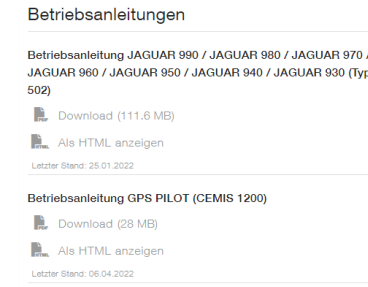 Betriebsanleitungen
Betriebsanleitung JAGUAR 990 / JAGUAR 980 / JAGUAR 970 /
JAGUAR 960 / JAGUAR 950 / JAGUAR 940 / JAGUAR 930 (Typ
502)
Download (111.6 MB)
Als HTML anzeigen
Letzter Stand: 25.01.2022
Betriebsanleitung GPS PILOT (CEMIS 1200)
Download (28 MB)
Als HTML anzeigen
Letzter Stand: 06.04.2022